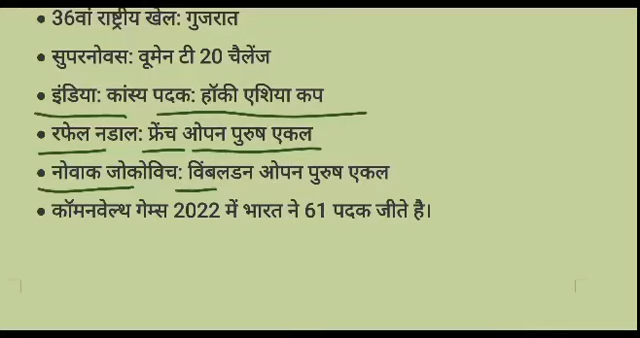 • 36वां राष्ट्रीय खेल: गुजरात
• सुपरनोवस: वूमेन टी 20 चैलेंज
• इंडिया: कांस्य पदक: हॉकी एशिया कप
• रफेल नडाल: फ्रेंच ओपन पुरुष एकल
• नोवाक जोकोविच: विंबलडन ओपन पुरुष एकल
• कॉमनवेल्थ गेम्स 2022 में भारत ने 61 पदक जीते है।